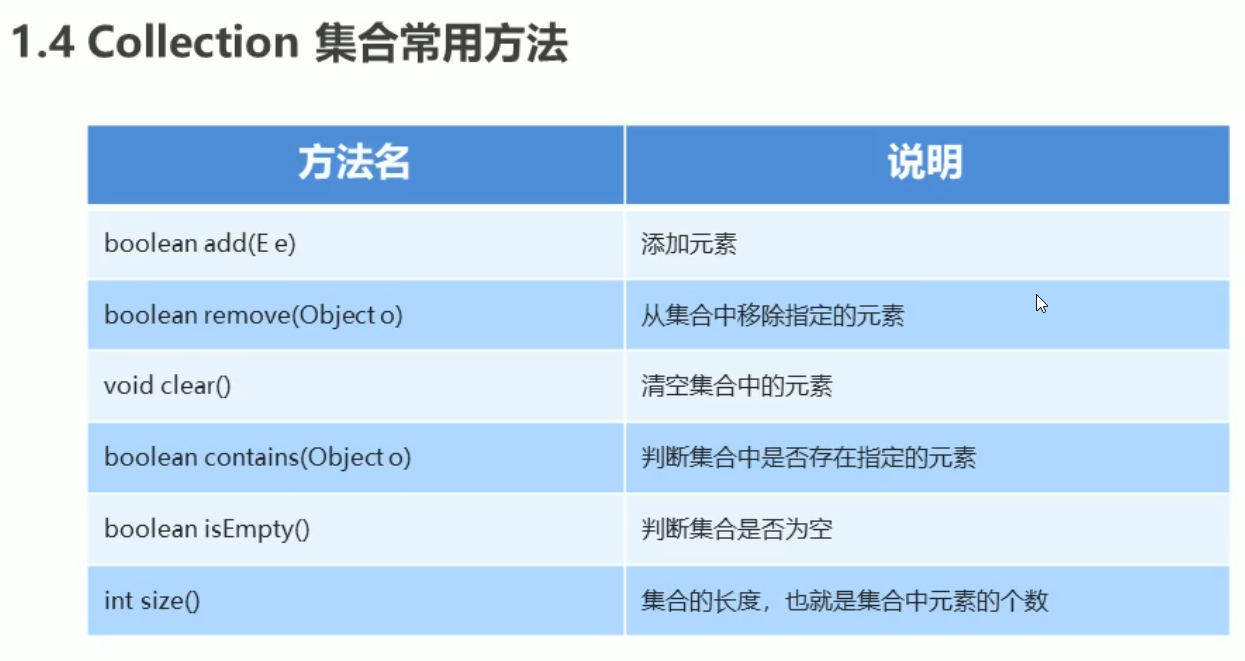 1.4 Collection 集合常用方法
方法名 说明
boolean add(E e) 添加元素
boolean remove(Object o) 从集合中移除指定的元素
void clear() 清空集合中的元素
boolean contains(Object o) 判断集合中是否存在指定的元素
boolean isEmpty() 判断集合是否为空
int size() 集合的长度，也就是集合中元素的个数